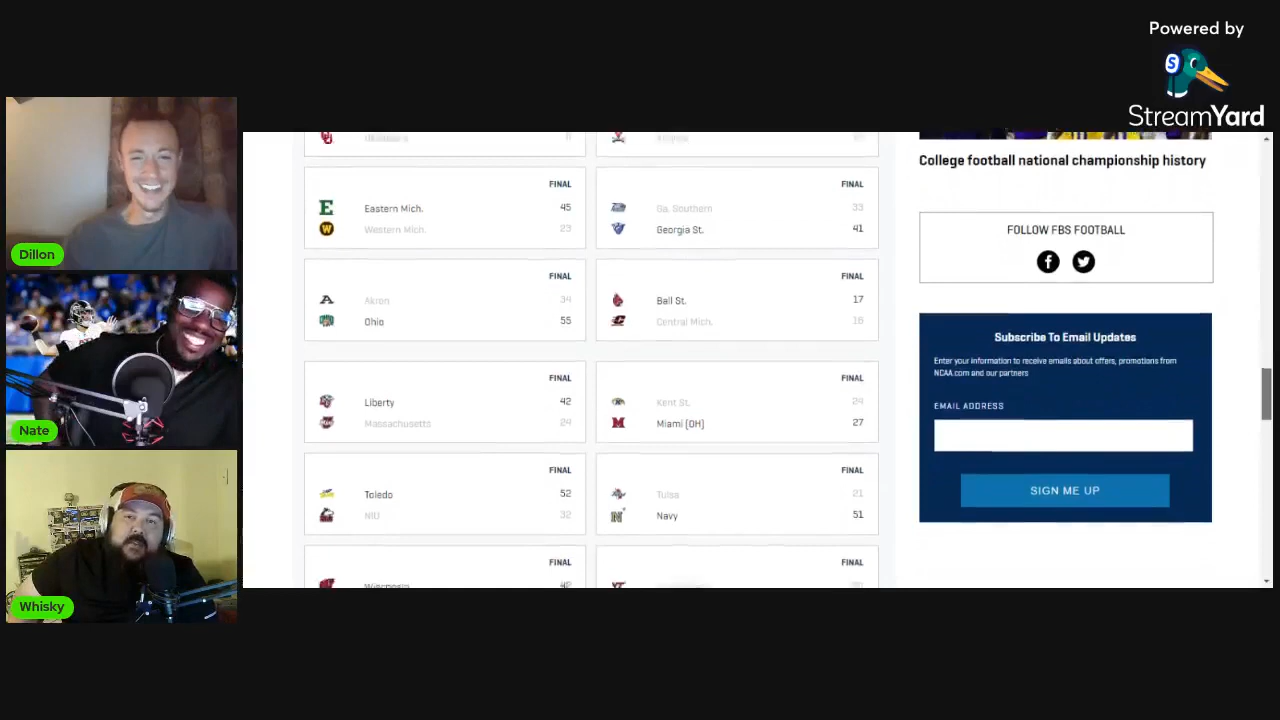 Powered by
StreamYard
Dillon
Nate
Whisky
FINAL
Eastern Mich. 45
Western Mich. 23
FINAL
Ga. Southern 33
Georgia St. 41
FINAL
Akron 34
Ohio 55
FINAL
Ball St. 17
Central Mich. 16
FINAL
Liberty 42
Massachusetts 24
FINAL
Kent St. 24
Miami (OH) 27
FINAL
Toledo 52
NIU 32
FINAL
Tulsa 21
Navy 51
FINAL
Wisconsin 42
FINAL
College football national championship history
FOLLOW FBS FOOTBALL
Subscribe To Email Updates
Enter your information to receive emails about offers, promotions from
NCAA.com and our partners
EMAIL ADDRESS
SIGN ME UP